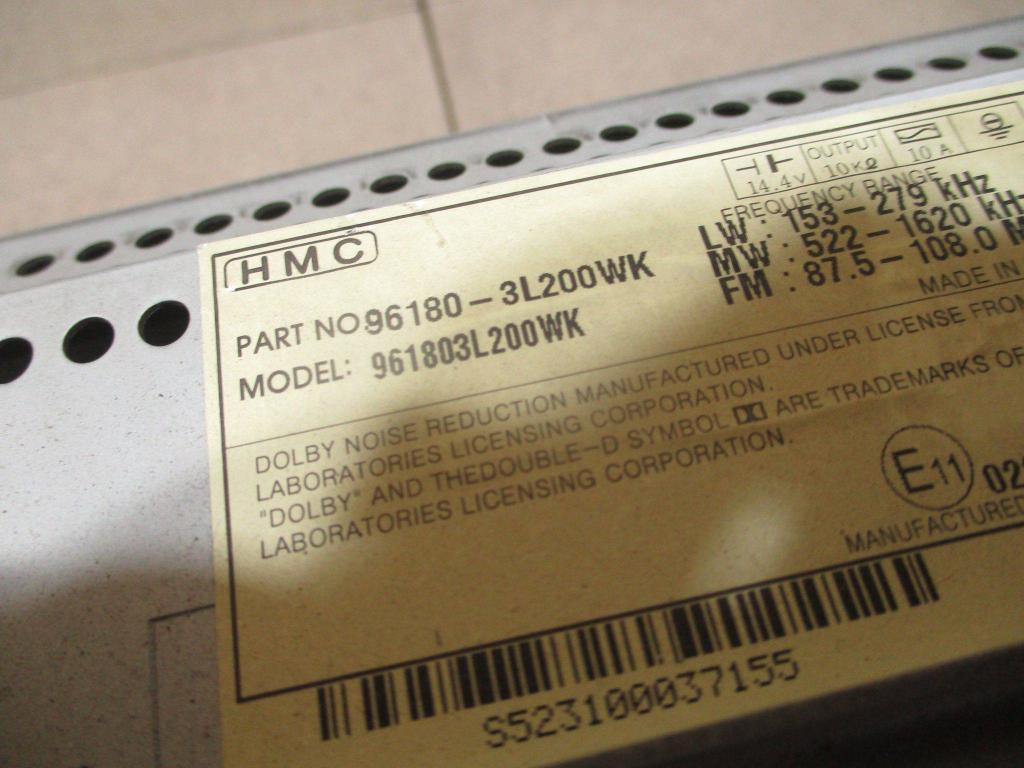 HMC
14.4V
OUTPUT
10KΩ
10 A
FREQUENCY RANGE
LW : 153-279 kHz
MW : 522-1620 kH
FM : 87.5-108.0 M
PART NO 96180-3L200WK
MODEL: 961803L200WK
MADE IN
DOLBY NOISE REDUCTION MANUFACTURED UNDER LICENSE FROM
LABORATORIES LICENSING CORPORATION.
"DOLBY" AND THEDOUBLE-D SYMBOL ARE TRADEMARKS OF
LABORATORIES LICENSING CORPORATION.
E11
02
MANUFACTURED
S523100037155